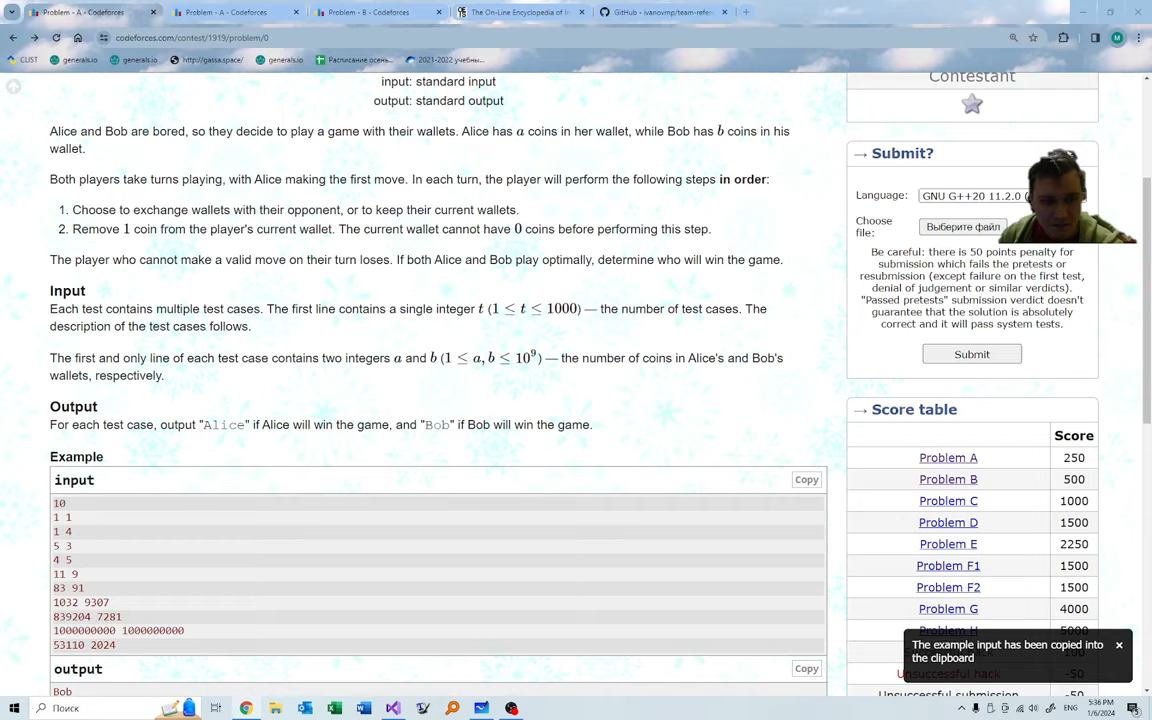 Problem - A - Codeforces
Problem - A - Codeforces
Problem - B - Codeforces
The On-Line Encyclopedia of In
GitHub - ivanovmp/team-refere
codeforces.com/contest/1919/problem/0
CLIST
generals.io
generals.io
http://gassa.space/
generals.io
Расписание осень...
2021-2022 учебны...
input: standard input
output: standard output
Alice and Bob are bored, so they decide to play a game with their wallets. Alice has a coins in her wallet, while Bob has b coins in his
wallet.
Both players take turns playing, with Alice making the first move. In each turn, the player will perform the following steps in order:
1. Choose to exchange wallets with their opponent, or to keep their current wallets.
2. Remove 1 coin from the player's current wallet. The current wallet cannot have 0 coins before performing this step.
The player who cannot make a valid move on their turn loses. If both Alice and Bob play optimally, determine who will win the game.
Input
Each test contains multiple test cases. The first line contains a single integer t (1 ≤ t ≤ 1000) — the number of test cases. The
description of the test cases follows.
The first and only line of each test case contains two integers a and b (1 ≤ a, b ≤ 10⁹) — the number of coins in Alice's and Bob's
wallets, respectively.
Output
For each test case, output "Alice" if Alice will win the game, and "Bob" if Bob will win the game.
Example
input
Copy
10
1 1
1 4
5 3
4 5
11 9
83 91
1032 9307
839204 7281
1000000000 1000000000
53110 2024
output
Copy
Bob
Contestant
→ Submit?
Language:
GNU G++20 11.2.0 (
Choose
file:
Выберите файл
Be careful: there is 50 points penalty for
submission which fails the pretests or
resubmission (except failure on the first test,
denial of judgement or similar verdicts).
"Passed pretests" submission verdict doesn't
guarantee that the solution is absolutely
correct and it will pass system tests.
Submit
→ Score table
Score
Problem A 250
Problem B 500
Problem C 1000
Problem D 1500
Problem E 2250
Problem F1 1500
Problem F2 1500
Problem G 4000
Problem H 5000
The example input has been copied into
the clipboard
Unsuccessful hack -50
Unsuccessful submission -50
Поиск
ENG
5:36 PM
1/6/2024